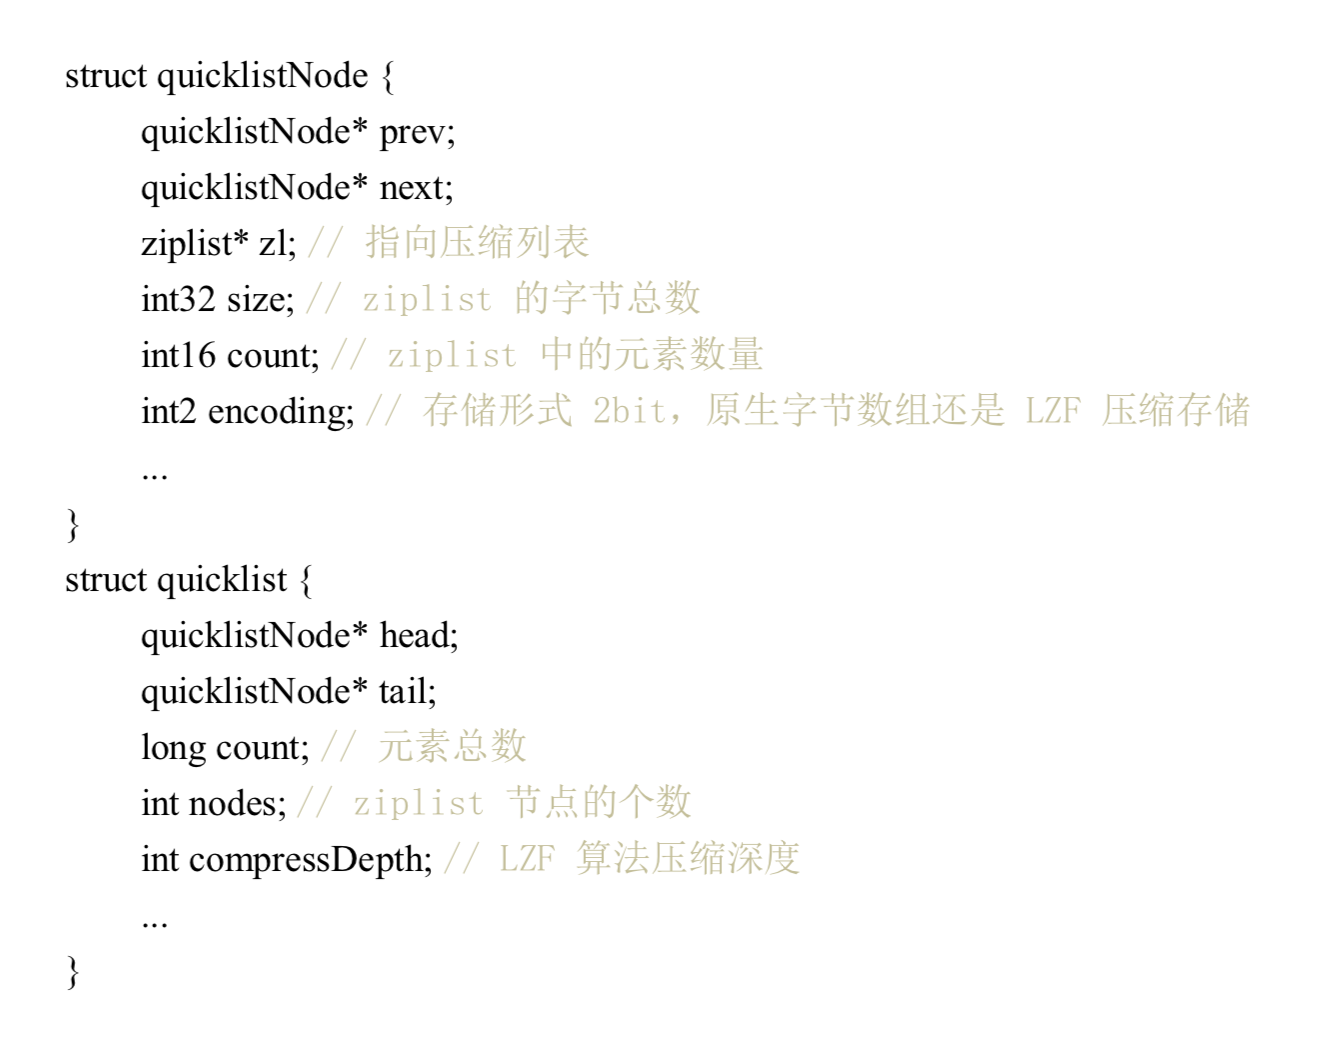 struct quicklistNode {
quicklistNode* prev;
quicklistNode* next;
ziplist* zl; // 指向压缩列表
int32 size; // ziplist 的字节总数
int16 count; // ziplist 中的元素数量
int2 encoding; // 存储形式 2bit，原生字节数组还是 LZF 压缩存储
...
}
struct quicklist {
quicklistNode* head;
quicklistNode* tail;
long count; // 元素总数
int nodes; // ziplist 节点的个数
int compressDepth; // LZF 算法压缩深度
...
}